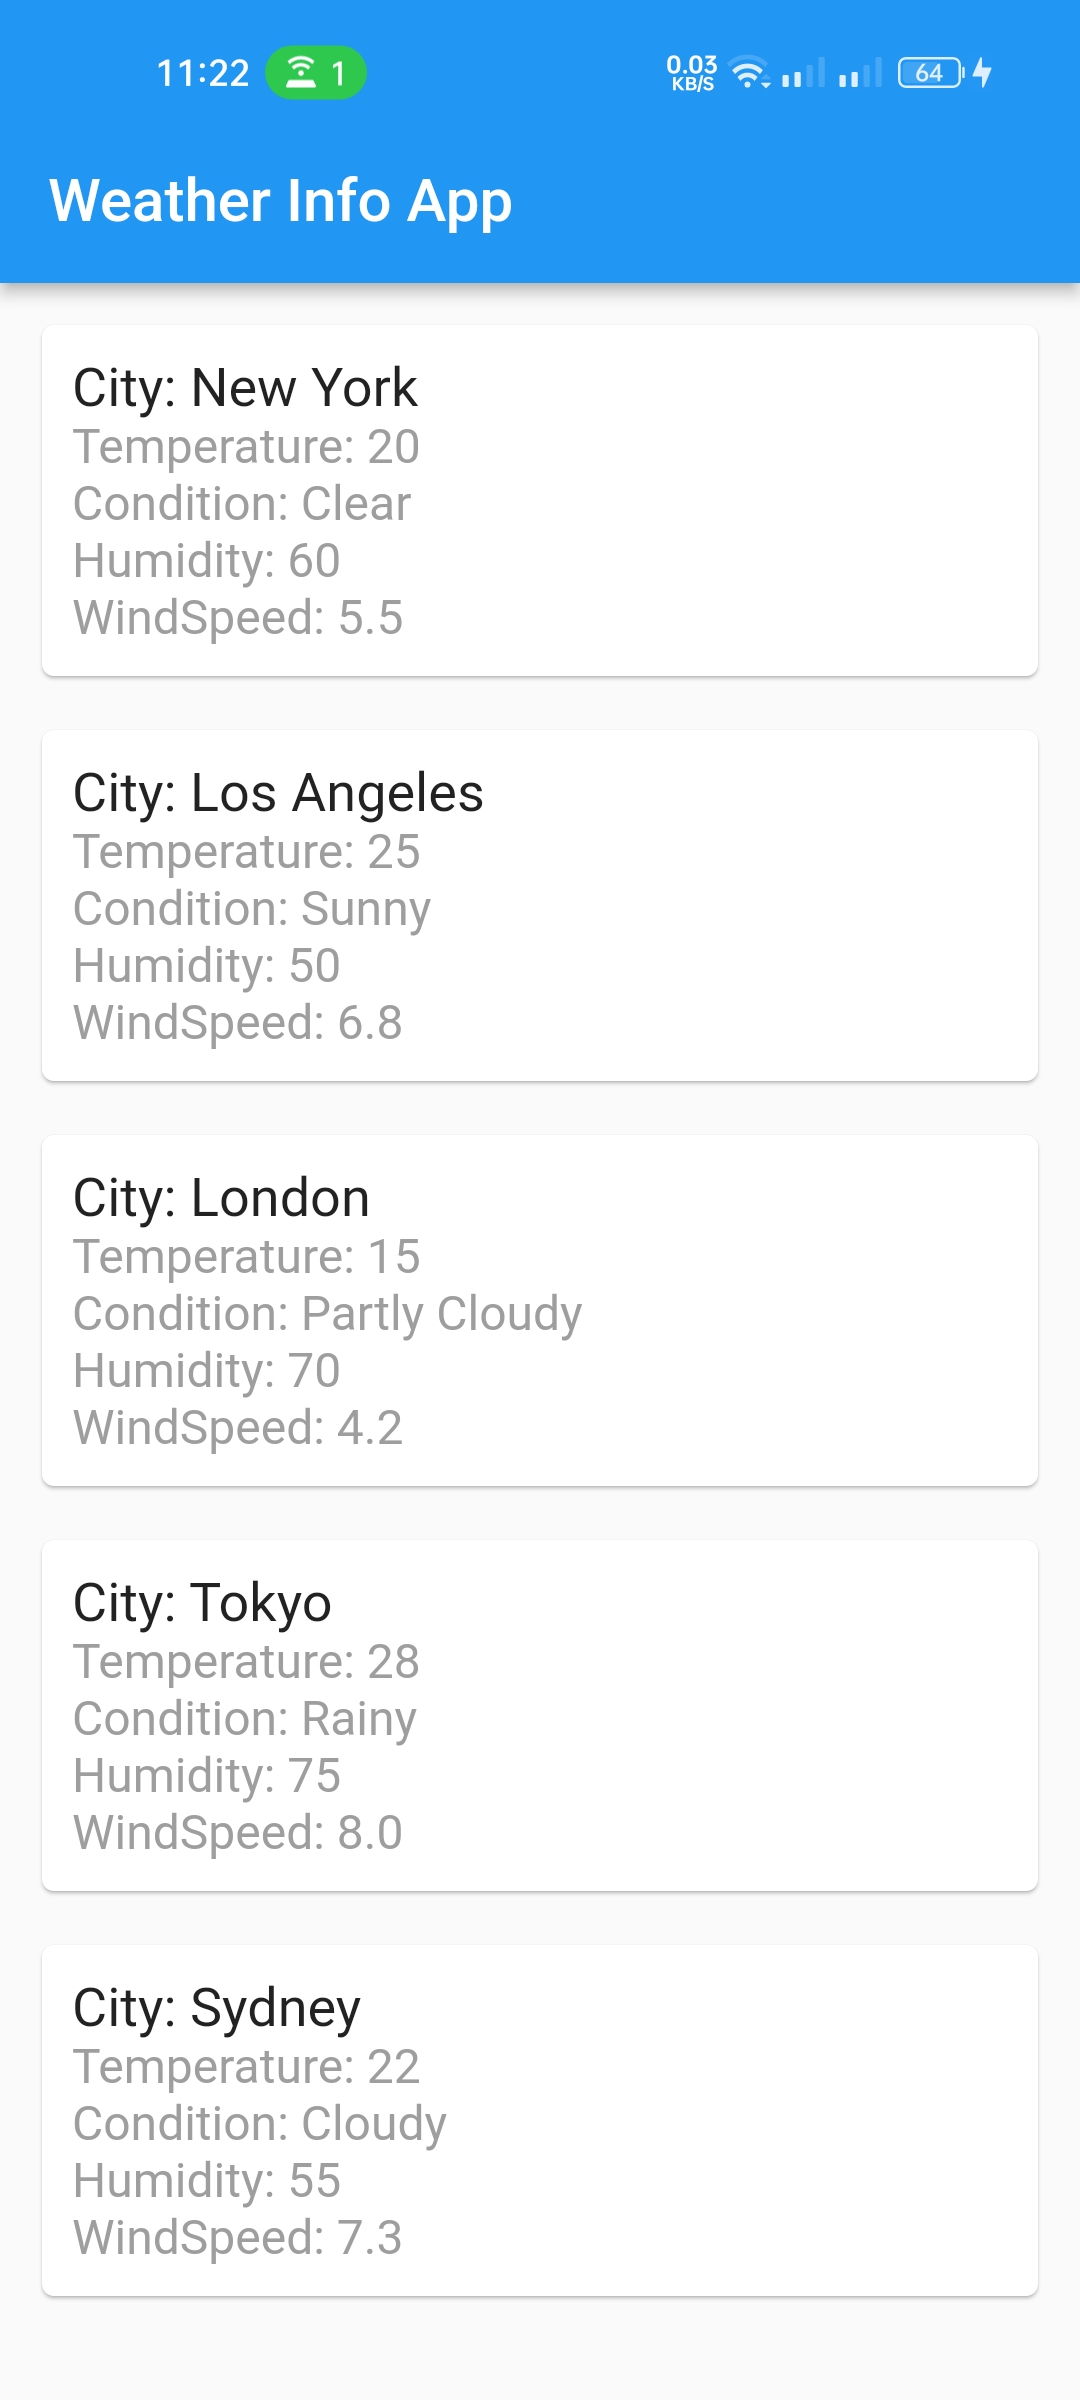 11:22 1 0.03 KB/S 64
Weather Info App
City: New York
Temperature: 20
Condition: Clear
Humidity: 60
WindSpeed: 5.5
City: Los Angeles
Temperature: 25
Condition: Sunny
Humidity: 50
WindSpeed: 6.8
City: London
Temperature: 15
Condition: Partly Cloudy
Humidity: 70
WindSpeed: 4.2
City: Tokyo
Temperature: 28
Condition: Rainy
Humidity: 75
WindSpeed: 8.0
City: Sydney
Temperature: 22
Condition: Cloudy
Humidity: 55
WindSpeed: 7.3